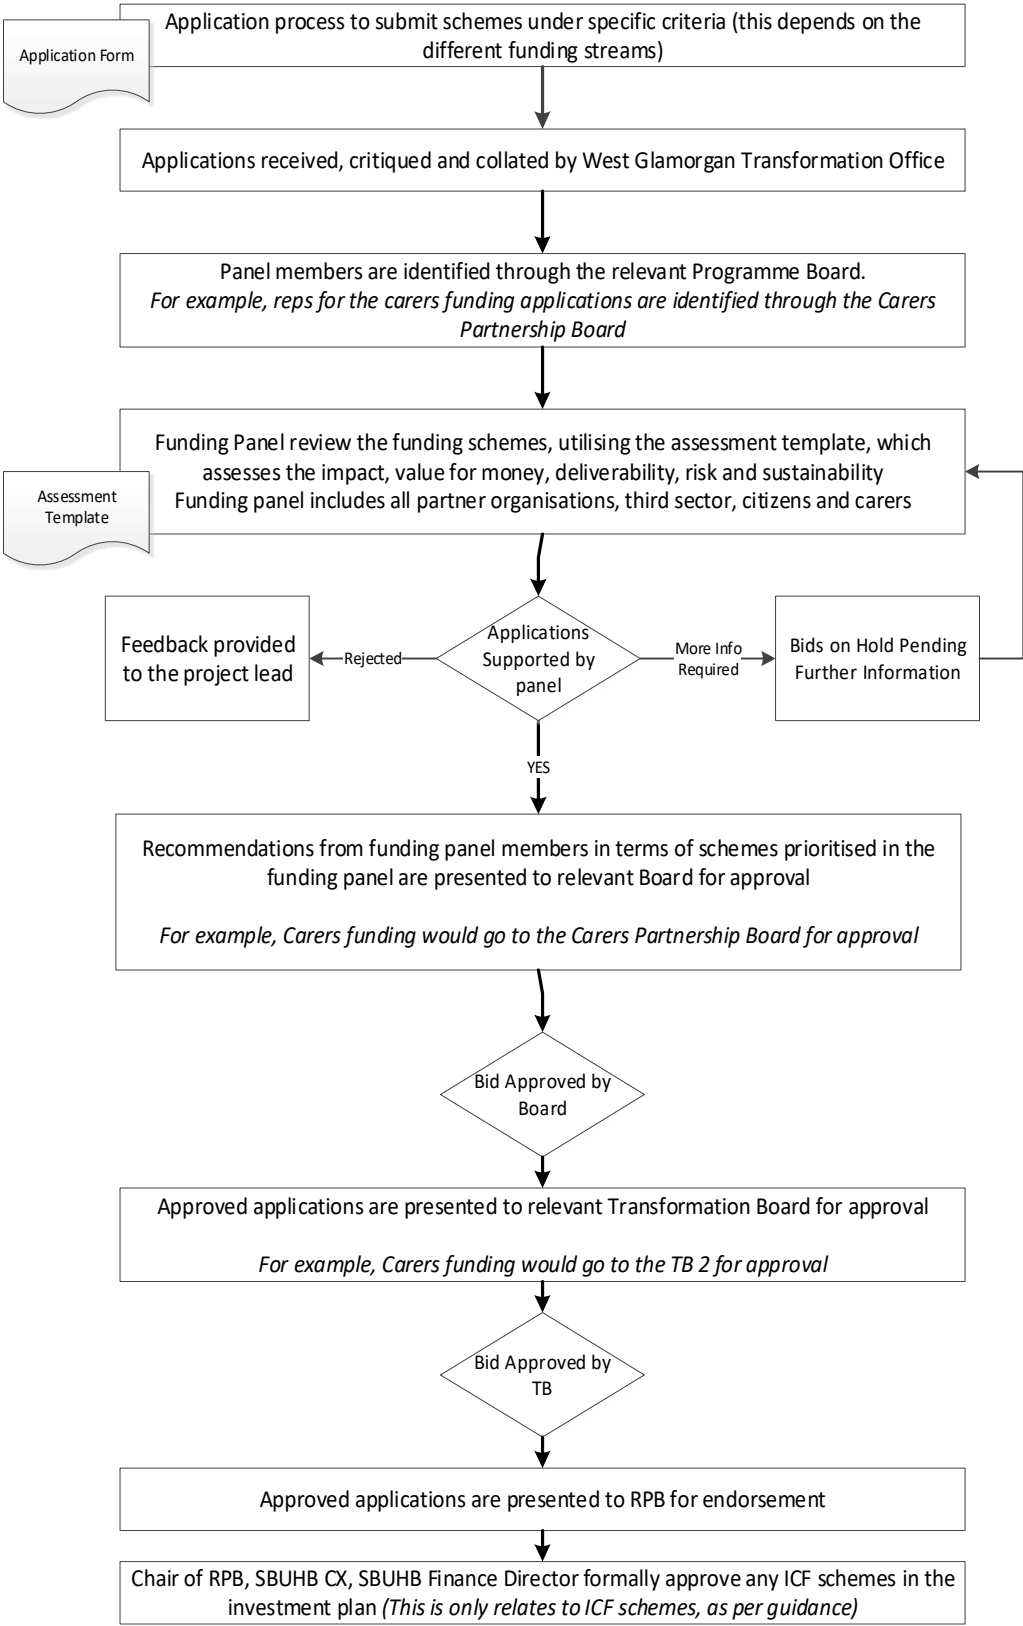 Application process to submit schemes under specific criteria (this depends on the
different funding streams)
Application Form
Applications received, critiqued and collated by West Glamorgan Transformation Office
Panel members are identified through the relevant Programme Board.
For example, reps for the carers funding applications are identified through the Carers
Partnership Board
Funding Panel review the funding schemes, utilising the assessment template, which
assesses the impact, value for money, deliverability, risk and sustainability
Funding panel includes all partner organisations, third sector, citizens and carers
Assessment
Template
Applications
Supported by
panel
Rejected
Feedback provided
to the project lead
More Info
Required
Bids on Hold Pending
Further Information
YES
Recommendations from funding panel members in terms of schemes prioritised in the
funding panel are presented to relevant Board for approval
For example, Carers funding would go to the Carers Partnership Board for approval
Bid Approved by
Board
Approved applications are presented to relevant Transformation Board for approval
For example, Carers funding would go to the TB 2 for approval
Bid Approved by
TB
Approved applications are presented to RPB for endorsement
Chair of RPB, SBUHB CX, SBUHB Finance Director formally approve any ICF schemes in the
investment plan (This is only relates to ICF schemes, as per guidance)